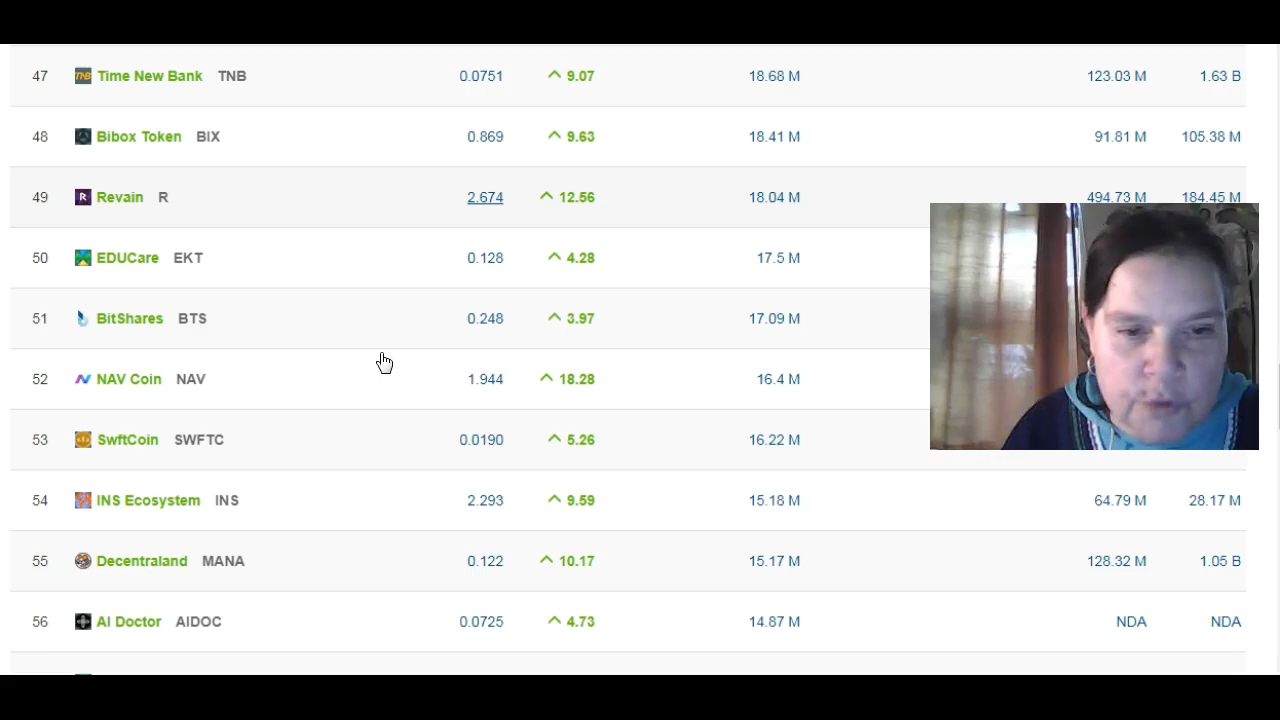 47 Time New Bank TNB 0.0751 9.07 18.68 M 123.03 M 1.63 B
48 Bibox Token BIX 0.869 9.63 18.41 M 91.81 M 105.38 M
49 R Revain R 2.674 12.56 18.04 M 494.73 M 184.45 M
50 EDUCare EKT 0.128 4.28 17.5 M
51 BitShares BTS 0.248 3.97 17.09 M
52 NAV Coin NAV 1.944 18.28 16.4 M
53 SwftCoin SWFTC 0.0190 5.26 16.22 M
54 INS Ecosystem INS 2.293 9.59 15.18 M 64.79 M 28.17 M
55 Decentraland MANA 0.122 10.17 15.17 M 128.32 M 1.05 B
56 AI Doctor AIDOC 0.0725 4.73 14.87 M NDA NDA